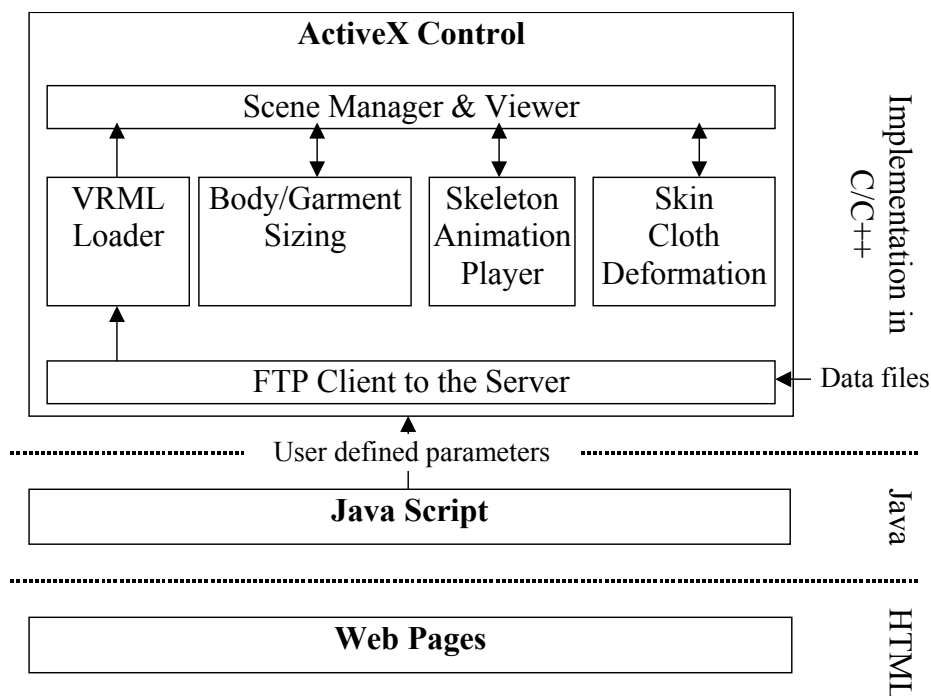 ActiveX Control
Scene Manager & Viewer
VRML
Loader
Body/Garment
Sizing
Skeleton
Animation
Player
Skin
Cloth
Deformation
FTP Client to the Server
Data files
Implementation in
C/C++
User defined parameters
Java Script
Java
Web Pages
HTML